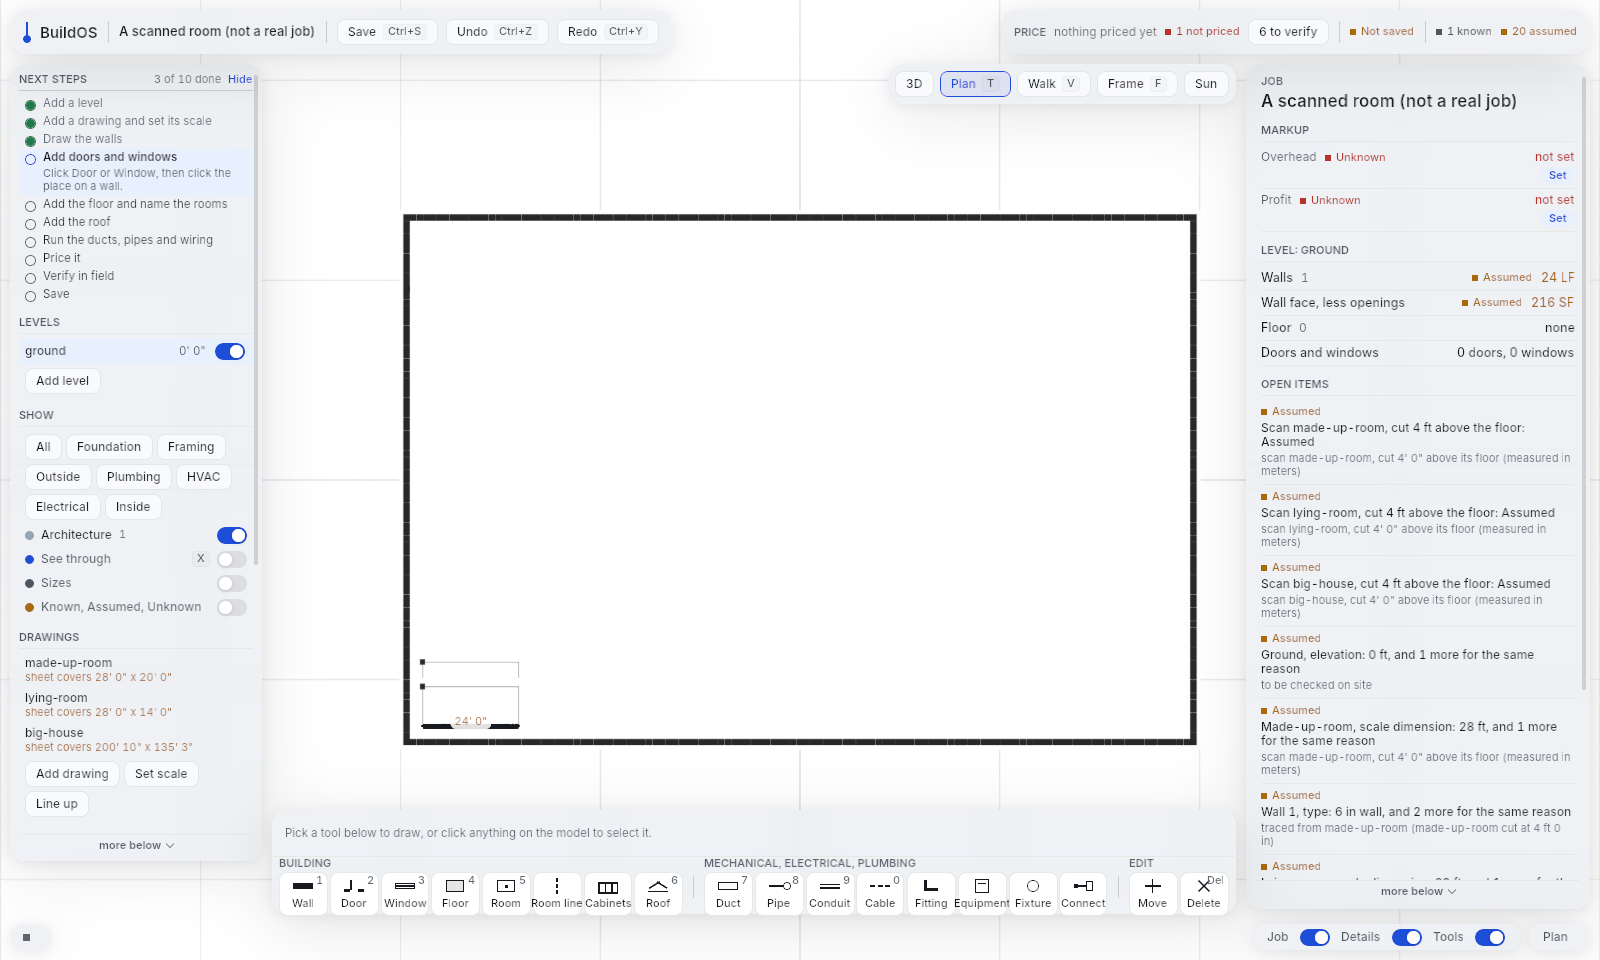 BuildOS
A scanned room (not a real job)
Save Ctrl+S
Undo Ctrl+Z
Redo Ctrl+Y
PRICE nothing priced yet 1 not priced 6 to verify Not saved 1 known 20 assumed
NEXT STEPS 3 of 10 done Hide
Add a level
Add a drawing and set its scale
Draw the walls
Add doors and windows
Click Door or Window, then click the
place on a wall.
Add the floor and name the rooms
Add the roof
Run the ducts, pipes and wiring
Price it
Verify in field
Save
LEVELS
ground 0' 0"
Add level
SHOW
All Foundation Framing
Outside Plumbing HVAC
Electrical Inside
Architecture 1
See through X
Sizes
Known, Assumed, Unknown
DRAWINGS
made-up-room
sheet covers 28' 0" x 20' 0"
lying-room
sheet covers 28' 0" x 14' 0"
big-house
sheet covers 200' 10" x 135' 3"
Add drawing Set scale
Line up
more below
3D Plan T Walk V Frame F Sun
24' 0"
Pick a tool below to draw, or click anything on the model to select it.
BUILDING
Wall 1
Door 2
Window 3
Floor 4
Room 5
Room line
Cabinets
Roof 6
MECHANICAL, ELECTRICAL, PLUMBING
Duct 7
Pipe 8
Conduit 9
Cable 0
Fitting
Equipment
Fixture
Connect
EDIT
Move
Delete Del
JOB
A scanned room (not a real job)
MARKUP
Overhead Unknown not set
Set
Profit Unknown not set
Set
LEVEL: GROUND
Walls 1 Assumed 24 LF
Wall face, less openings Assumed 216 SF
Floor 0 none
Doors and windows 0 doors, 0 windows
OPEN ITEMS
Assumed
Scan made-up-room, cut 4 ft above the floor:
Assumed
scan made-up-room, cut 4' 0" above its floor (measured in
meters)
Assumed
Scan lying-room, cut 4 ft above the floor: Assumed
scan lying-room, cut 4' 0" above its floor (measured in
meters)
Assumed
Scan big-house, cut 4 ft above the floor: Assumed
scan big-house, cut 4' 0" above its floor (measured in
meters)
Assumed
Ground, elevation: 0 ft, and 1 more for the same
reason
to be checked on site
Assumed
Made-up-room, scale dimension: 28 ft, and 1 more
for the same reason
scan made-up-room, cut 4' 0" above its floor (measured in
meters)
Assumed
Wall 1, type: 6 in wall, and 2 more for the same reason
traced from made-up-room (made-up-room cut at 4 ft 0
in)
Assumed
more below
Job Details Tools Plan